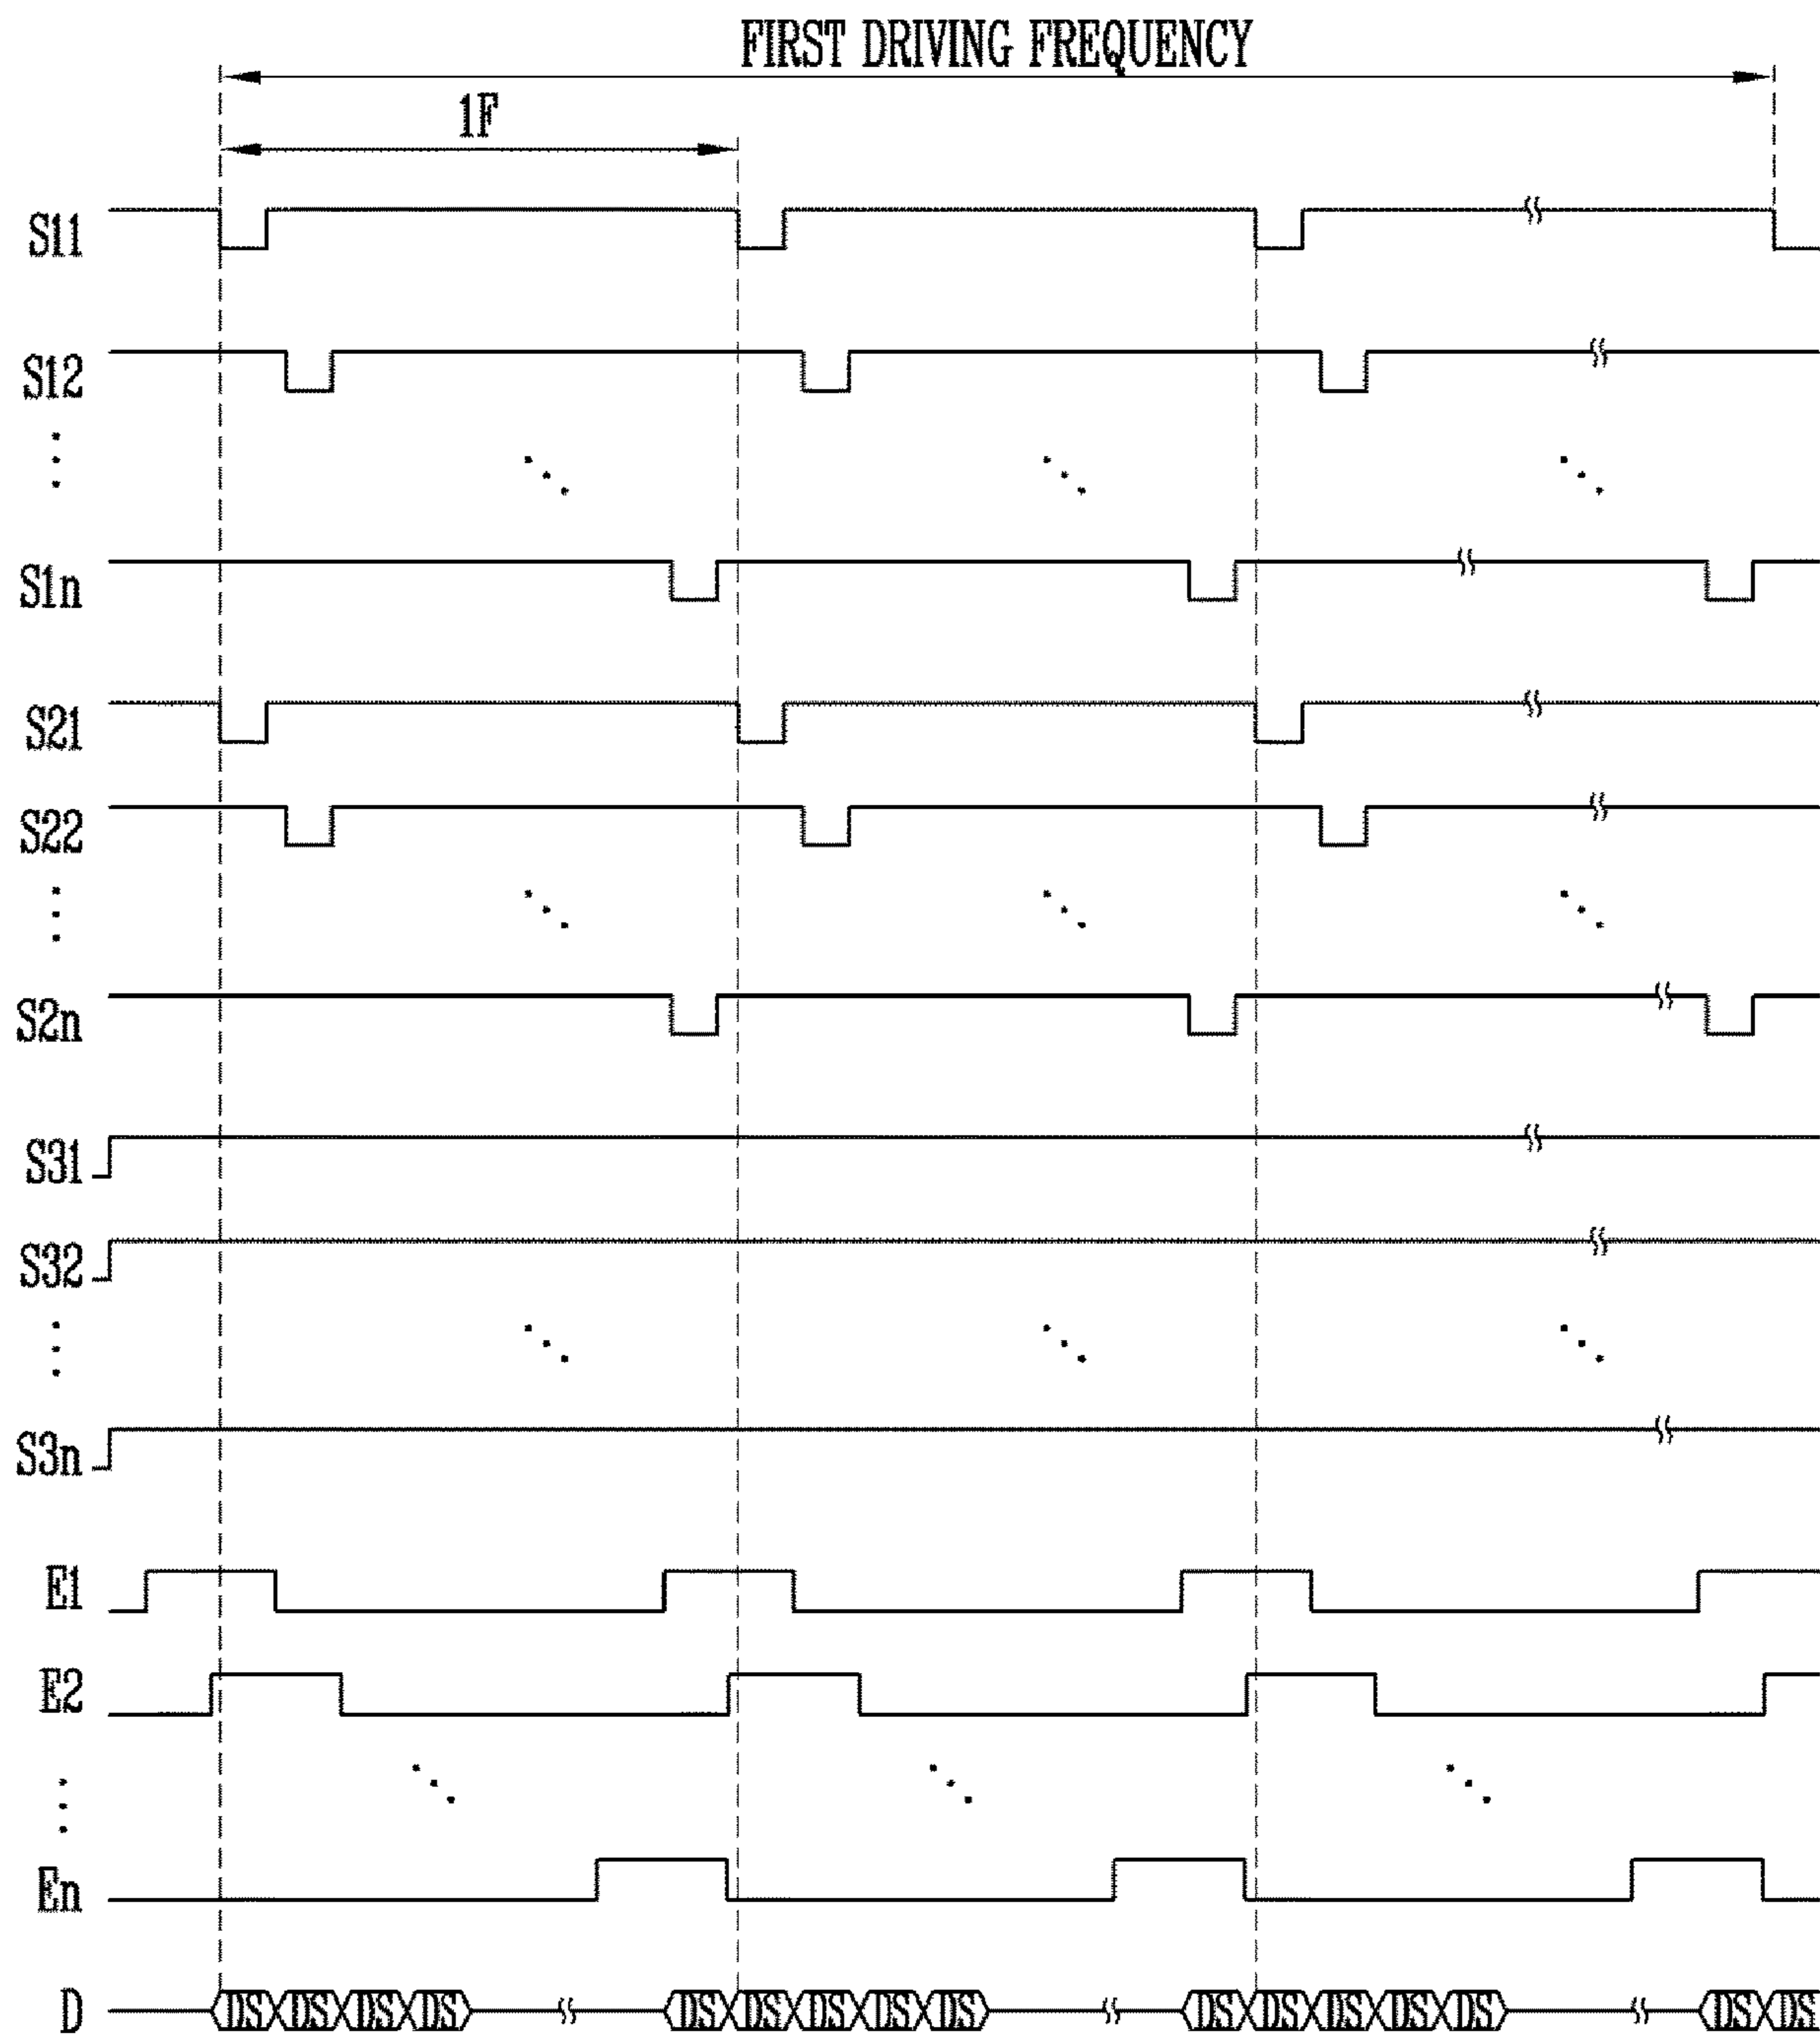 FIRST DRIVING FREQUENCY
1F
S11
S12
S1n
S21
S22
S2n
S31
S32
S3n
E1
E2
En
D DS DS DS DS DS DS DS DS DS DS DS DS DS DS DS DS